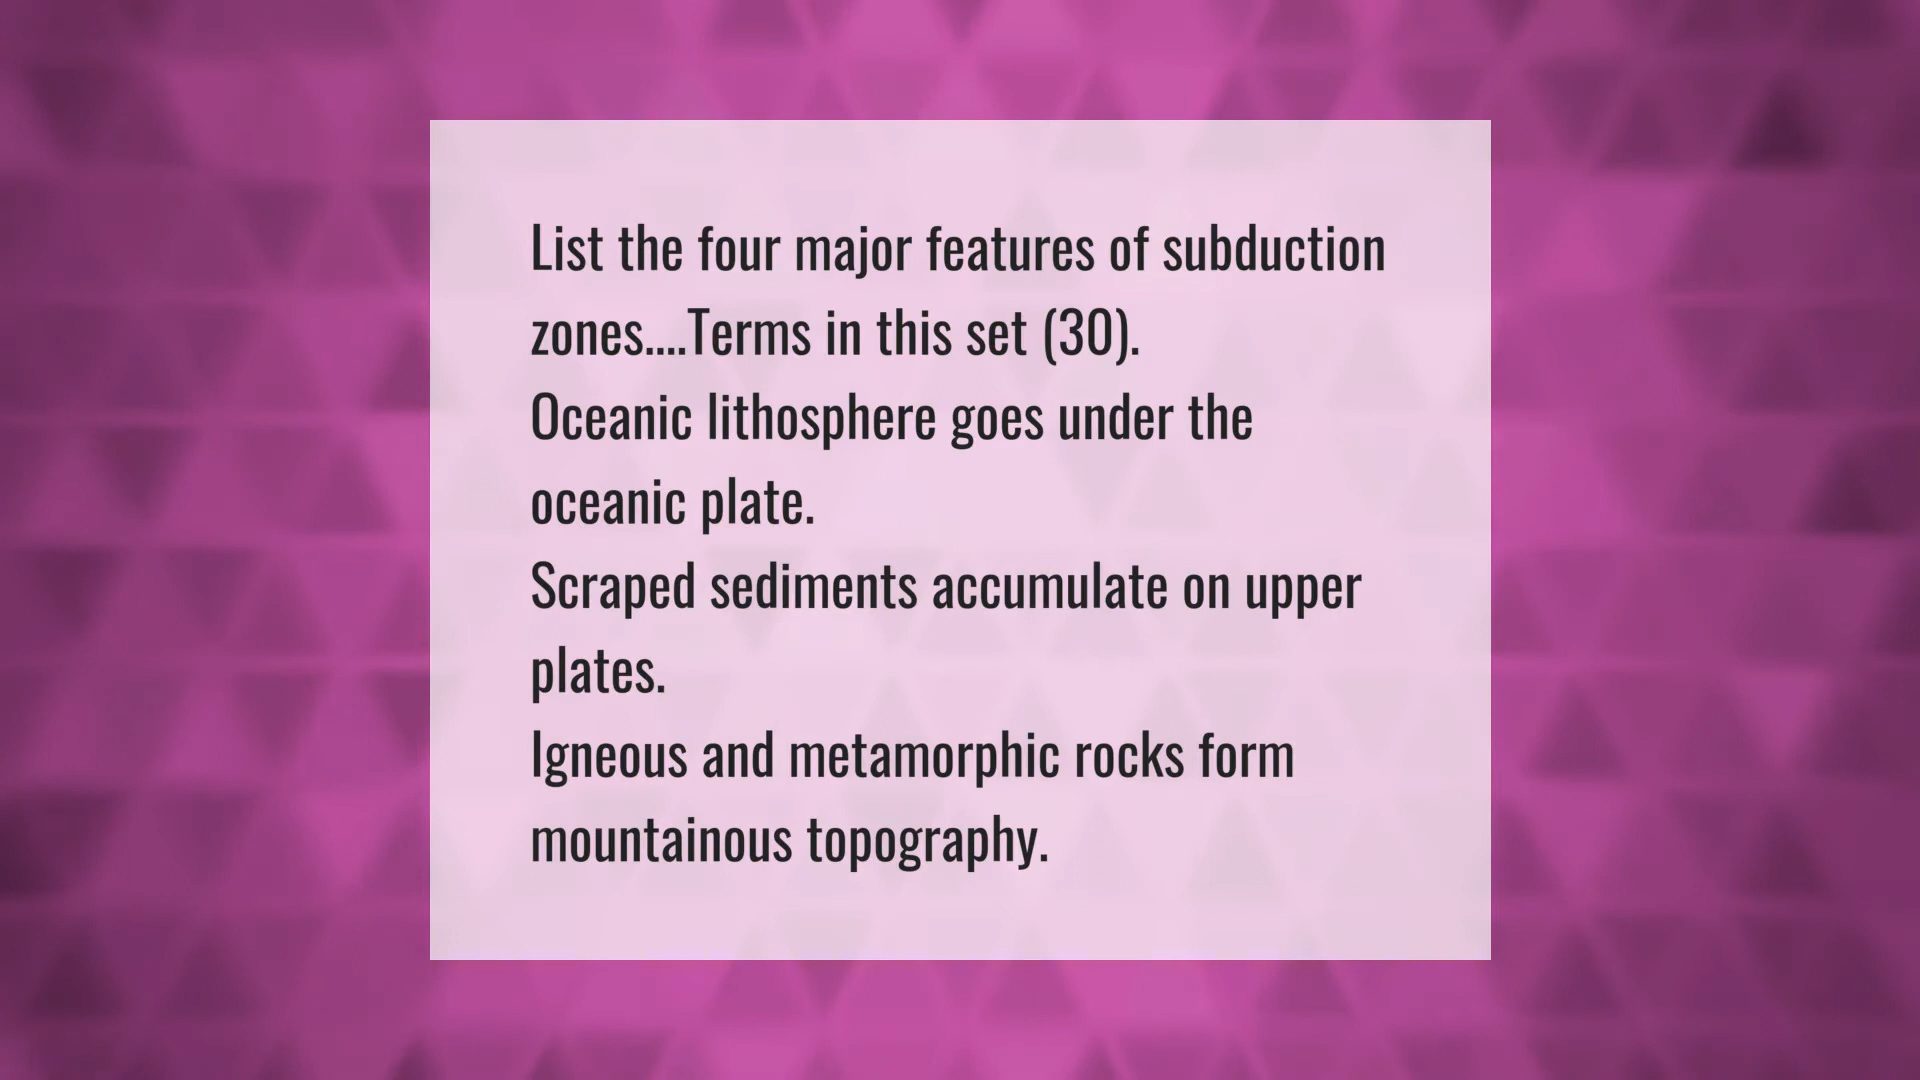 List the four major features of subduction
zones....Terms in this set (30).
Oceanic lithosphere goes under the
oceanic plate.
Scraped sediments accumulate on upper
plates.
Igneous and metamorphic rocks form
mountainous topography.